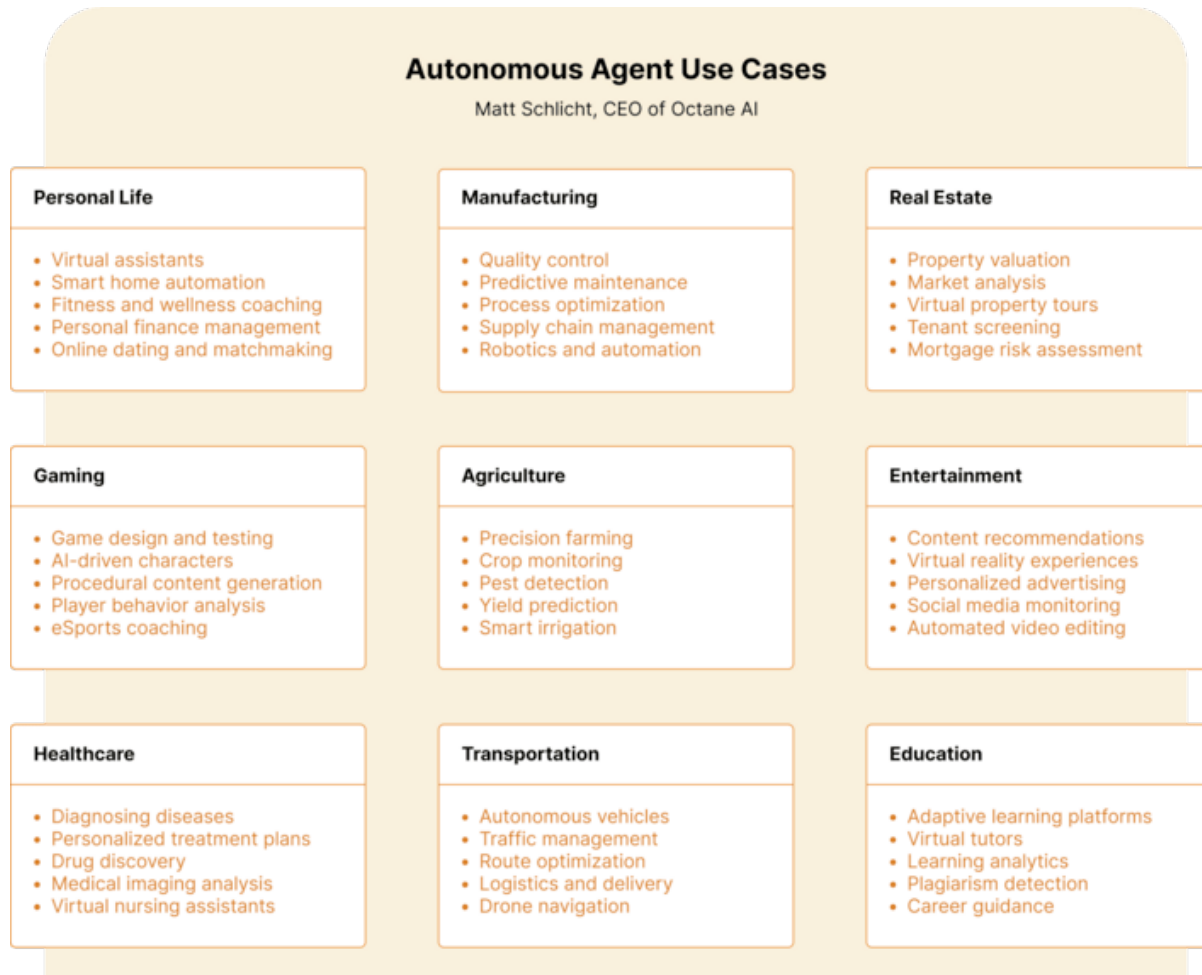 Autonomous Agent Use Cases
Matt Schlicht, CEO of Octane AI
Personal Life
• Virtual assistants
• Smart home automation
• Fitness and wellness coaching
• Personal finance management
• Online dating and matchmaking
Manufacturing
• Quality control
• Predictive maintenance
• Process optimization
• Supply chain management
• Robotics and automation
Real Estate
• Property valuation
• Market analysis
• Virtual property tours
• Tenant screening
• Mortgage risk assessment
Gaming
• Game design and testing
• AI-driven characters
• Procedural content generation
• Player behavior analysis
• eSports coaching
Agriculture
• Precision farming
• Crop monitoring
• Pest detection
• Yield prediction
• Smart irrigation
Entertainment
• Content recommendations
• Virtual reality experiences
• Personalized advertising
• Social media monitoring
• Automated video editing
Healthcare
• Diagnosing diseases
• Personalized treatment plans
• Drug discovery
• Medical imaging analysis
• Virtual nursing assistants
Transportation
• Autonomous vehicles
• Traffic management
• Route optimization
• Logistics and delivery
• Drone navigation
Education
• Adaptive learning platforms
• Virtual tutors
• Learning analytics
• Plagiarism detection
• Career guidance